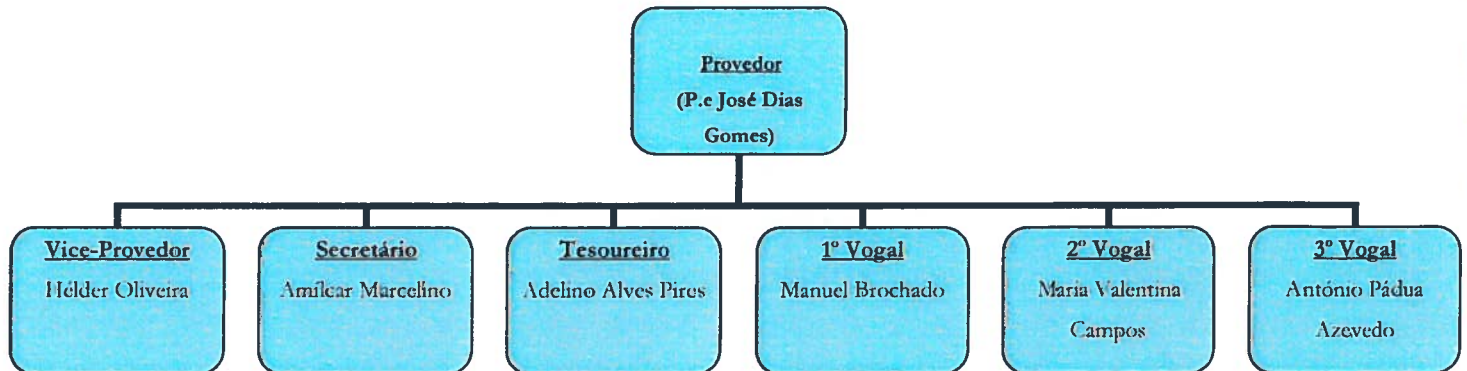 Provedor
(P.e José Dias
Gomes)
Vice-Provedor
Hélder Oliveira
Secretário
Amílcar Marcelino
Tesoureiro
Adelino Alves Pires
1º Vogal
Manuel Brochado
2º Vogal
Maria Valentina
Campos
3º Vogal
António Pádua
Azevedo